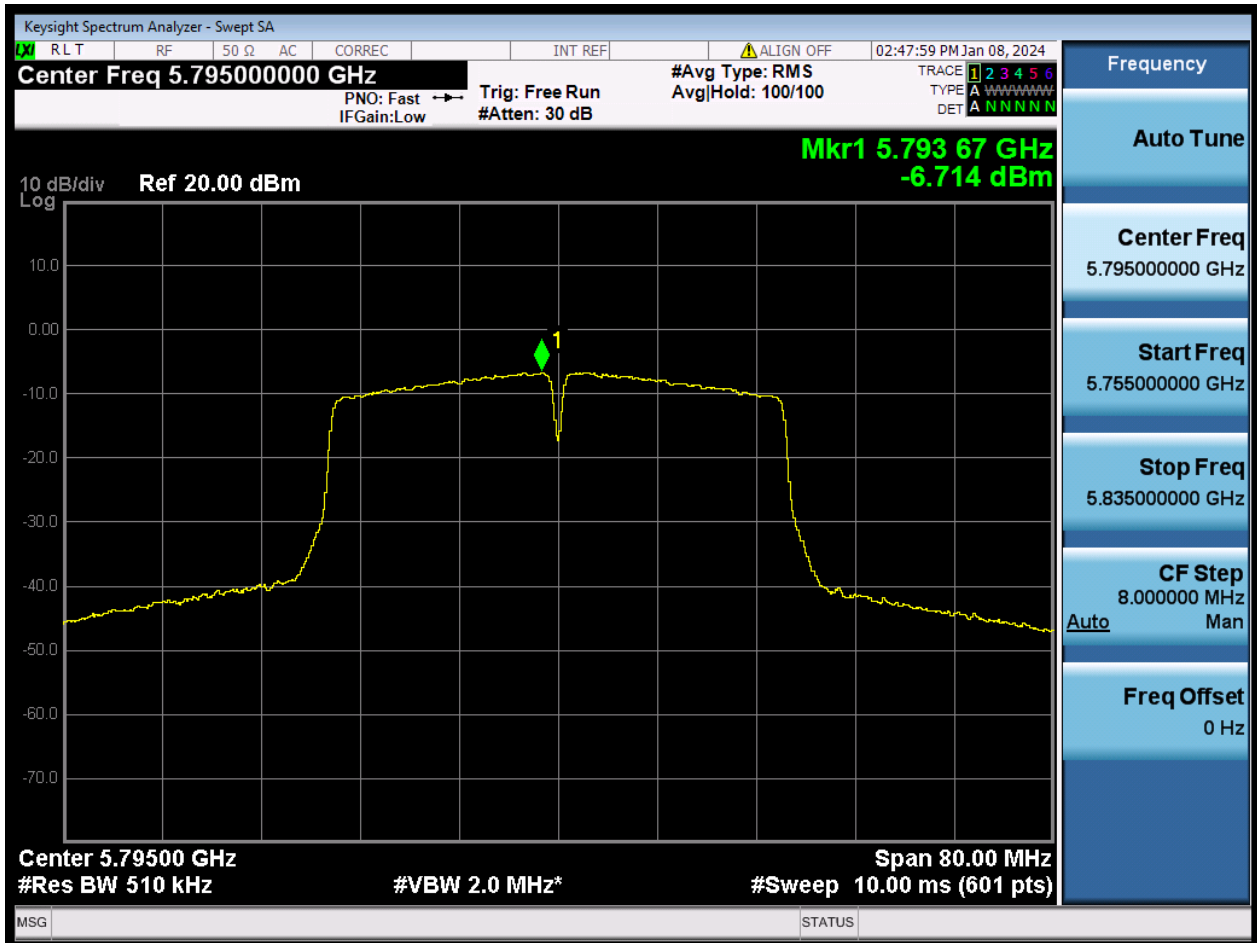 Keysight Spectrum Analyzer - Swept SA
LXI RLT RF 50 Ω AC CORREC INT REF ALIGN OFF 02:47:59 PM Jan 08, 2024
Center Freq 5.795000000 GHz
PNO: Fast
IFGain:Low
Trig: Free Run
#Atten: 30 dB
#Avg Type: RMS
Avg|Hold: 100/100
TRACE 1 2 3 4 5 6
TYPE A WWWWW
DET A N N N N N
Mkr1 5.793 67 GHz
-6.714 dBm
10 dB/div Ref 20.00 dBm
Log
10.0
0.00
-10.0
-20.0
-30.0
-40.0
-50.0
-60.0
-70.0
1
Center 5.79500 GHz Span 80.00 MHz
#Res BW 510 kHz #VBW 2.0 MHz* #Sweep 10.00 ms (601 pts)
MSG STATUS
Frequency
Auto Tune
Center Freq
5.795000000 GHz
Start Freq
5.755000000 GHz
Stop Freq
5.835000000 GHz
CF Step
8.000000 MHz
Auto Man
Freq Offset
0 Hz